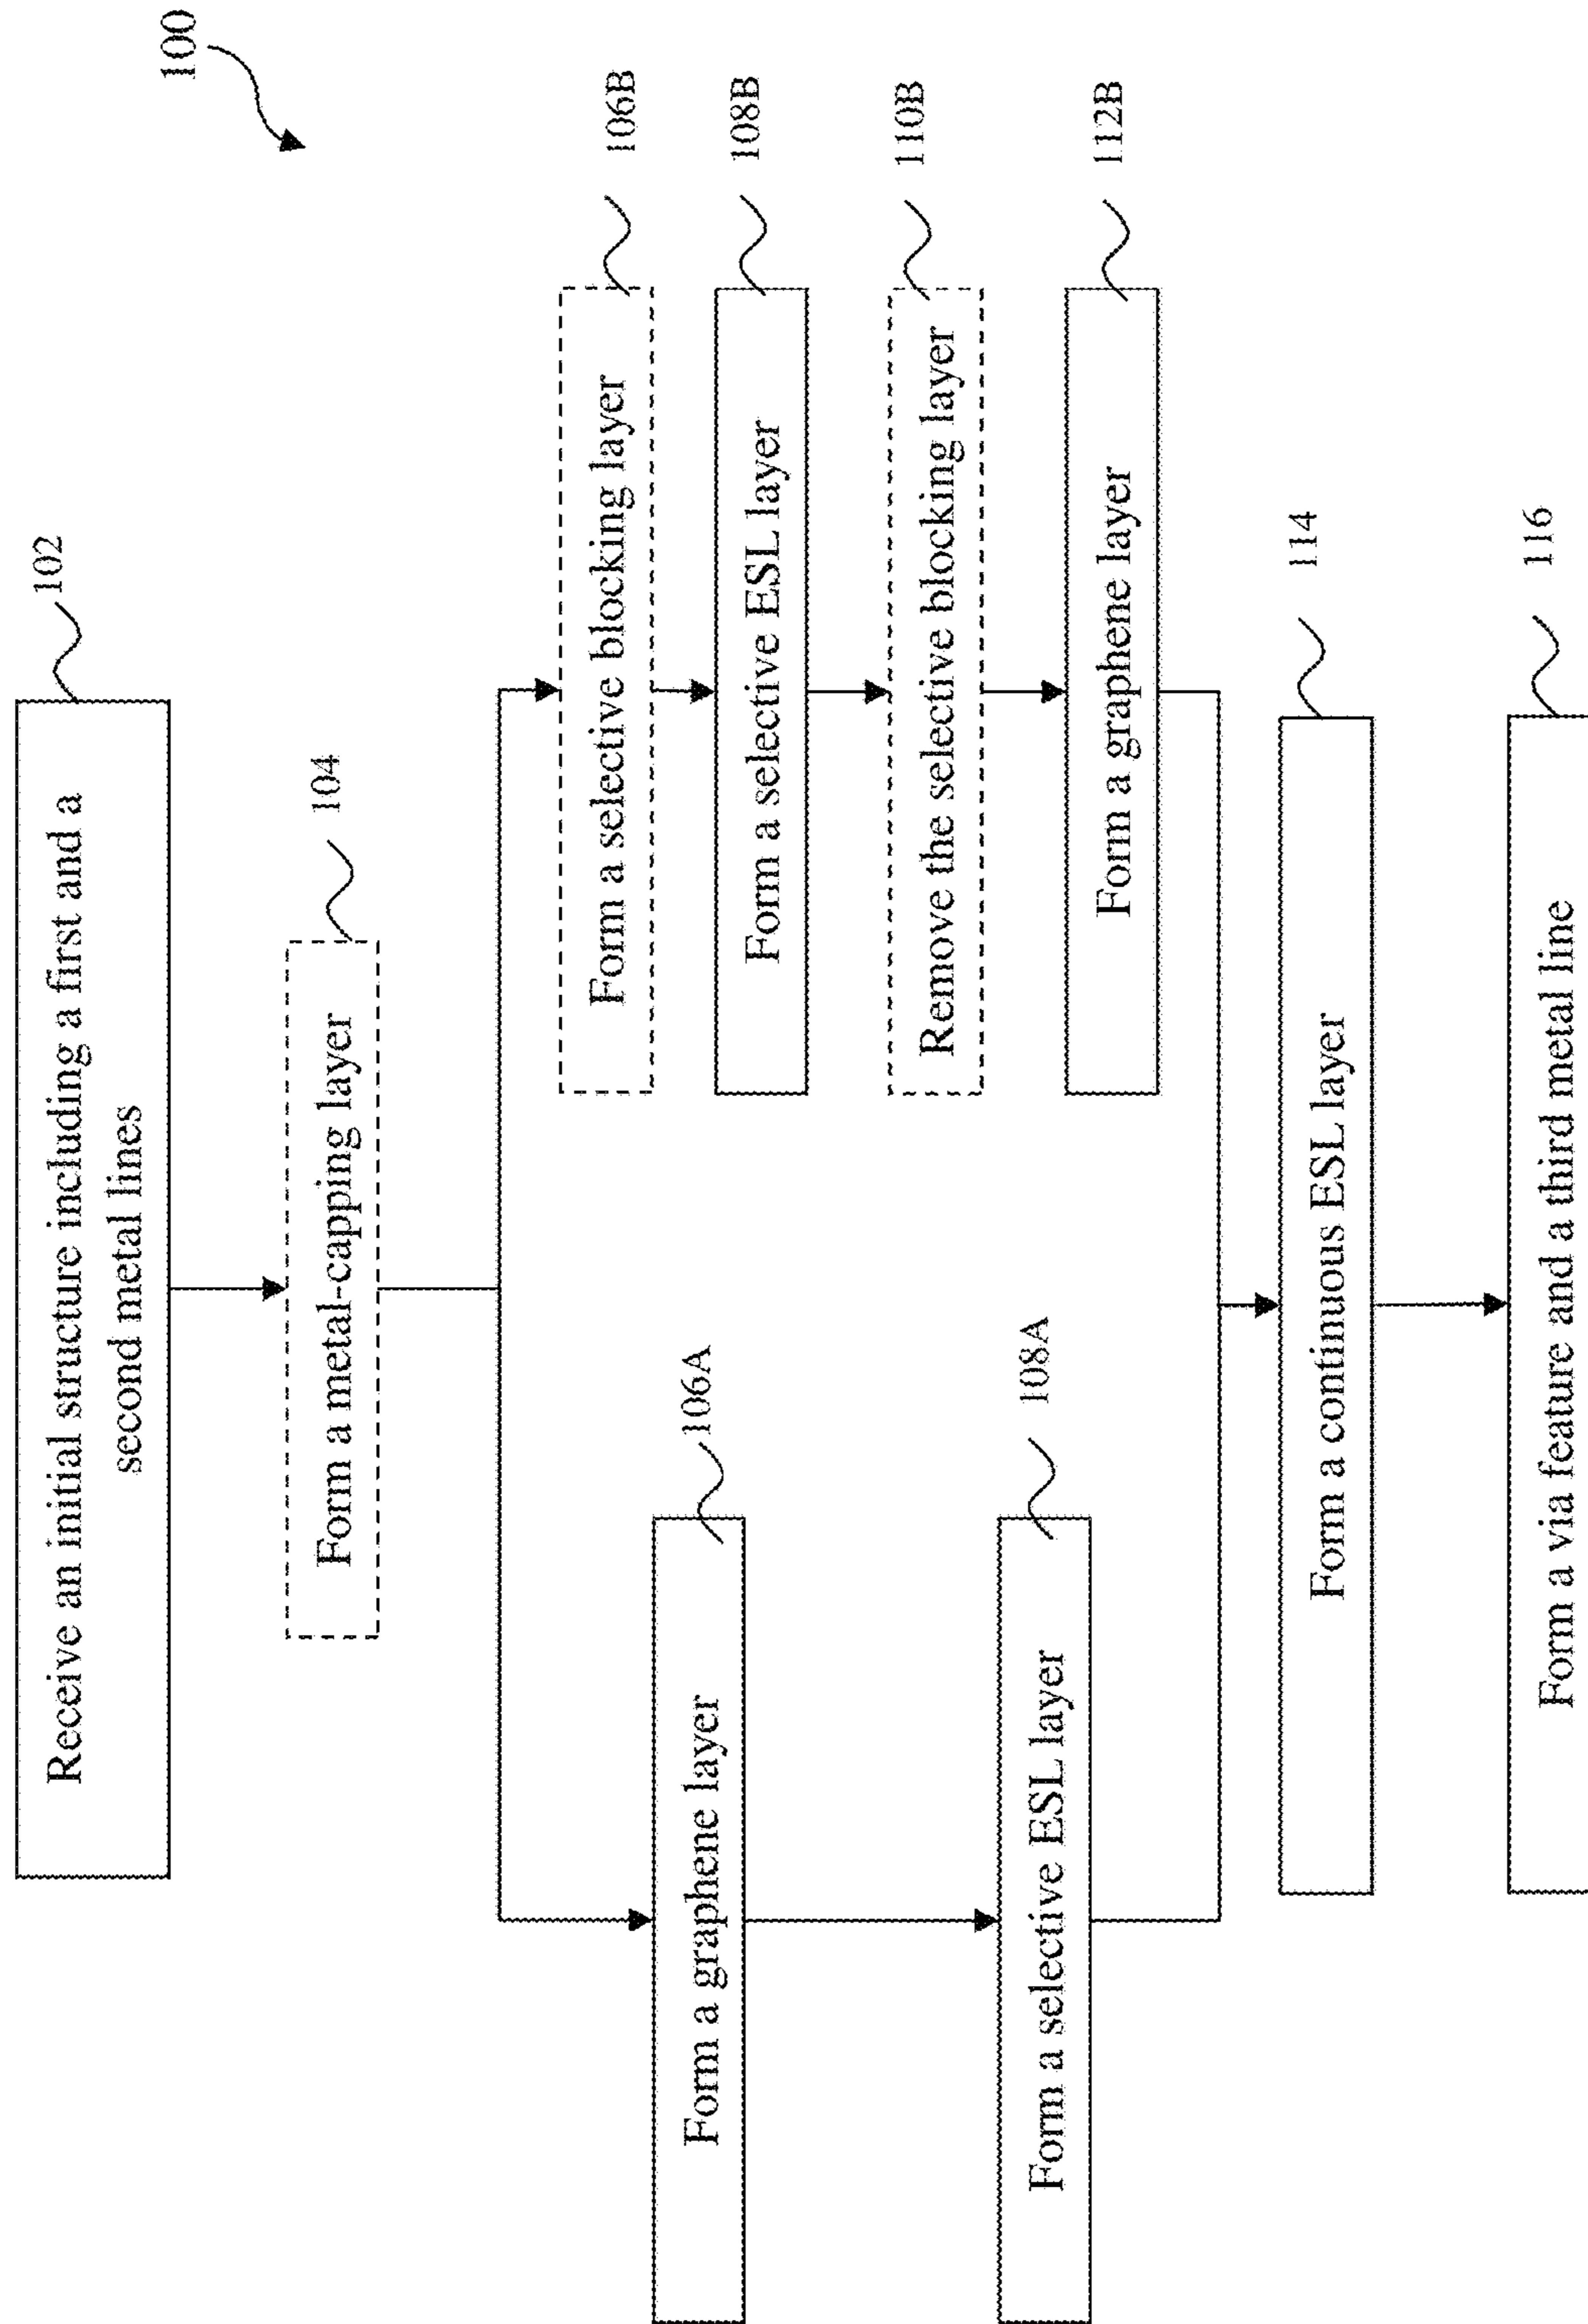 100
Receive an initial structure including a first and a
second metal lines
102
Form a metal-capping layer
104
Form a graphene layer
106A
Form a selective ESL layer
108A
Form a selective blocking layer
106B
Form a selective ESL layer
108B
Remove the selective blocking layer
110B
Form a graphene layer
112B
Form a continuous ESL layer
114
Form a via feature and a third metal line
116